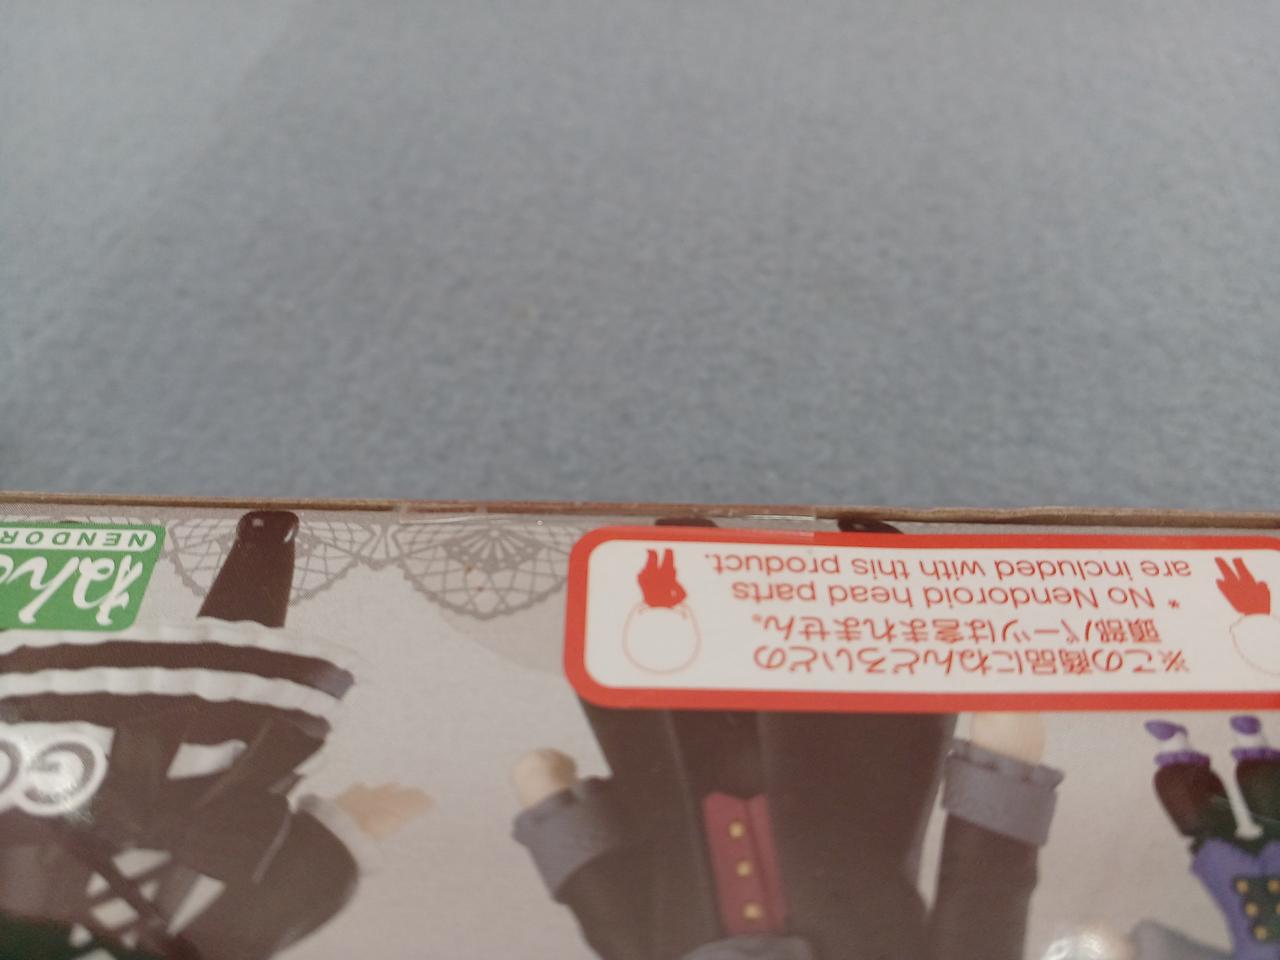 ※この商品にねんどろいどの
頭部パーツは含まれません。
* No Nendoroid head parts
are included with this product.
NENDOR